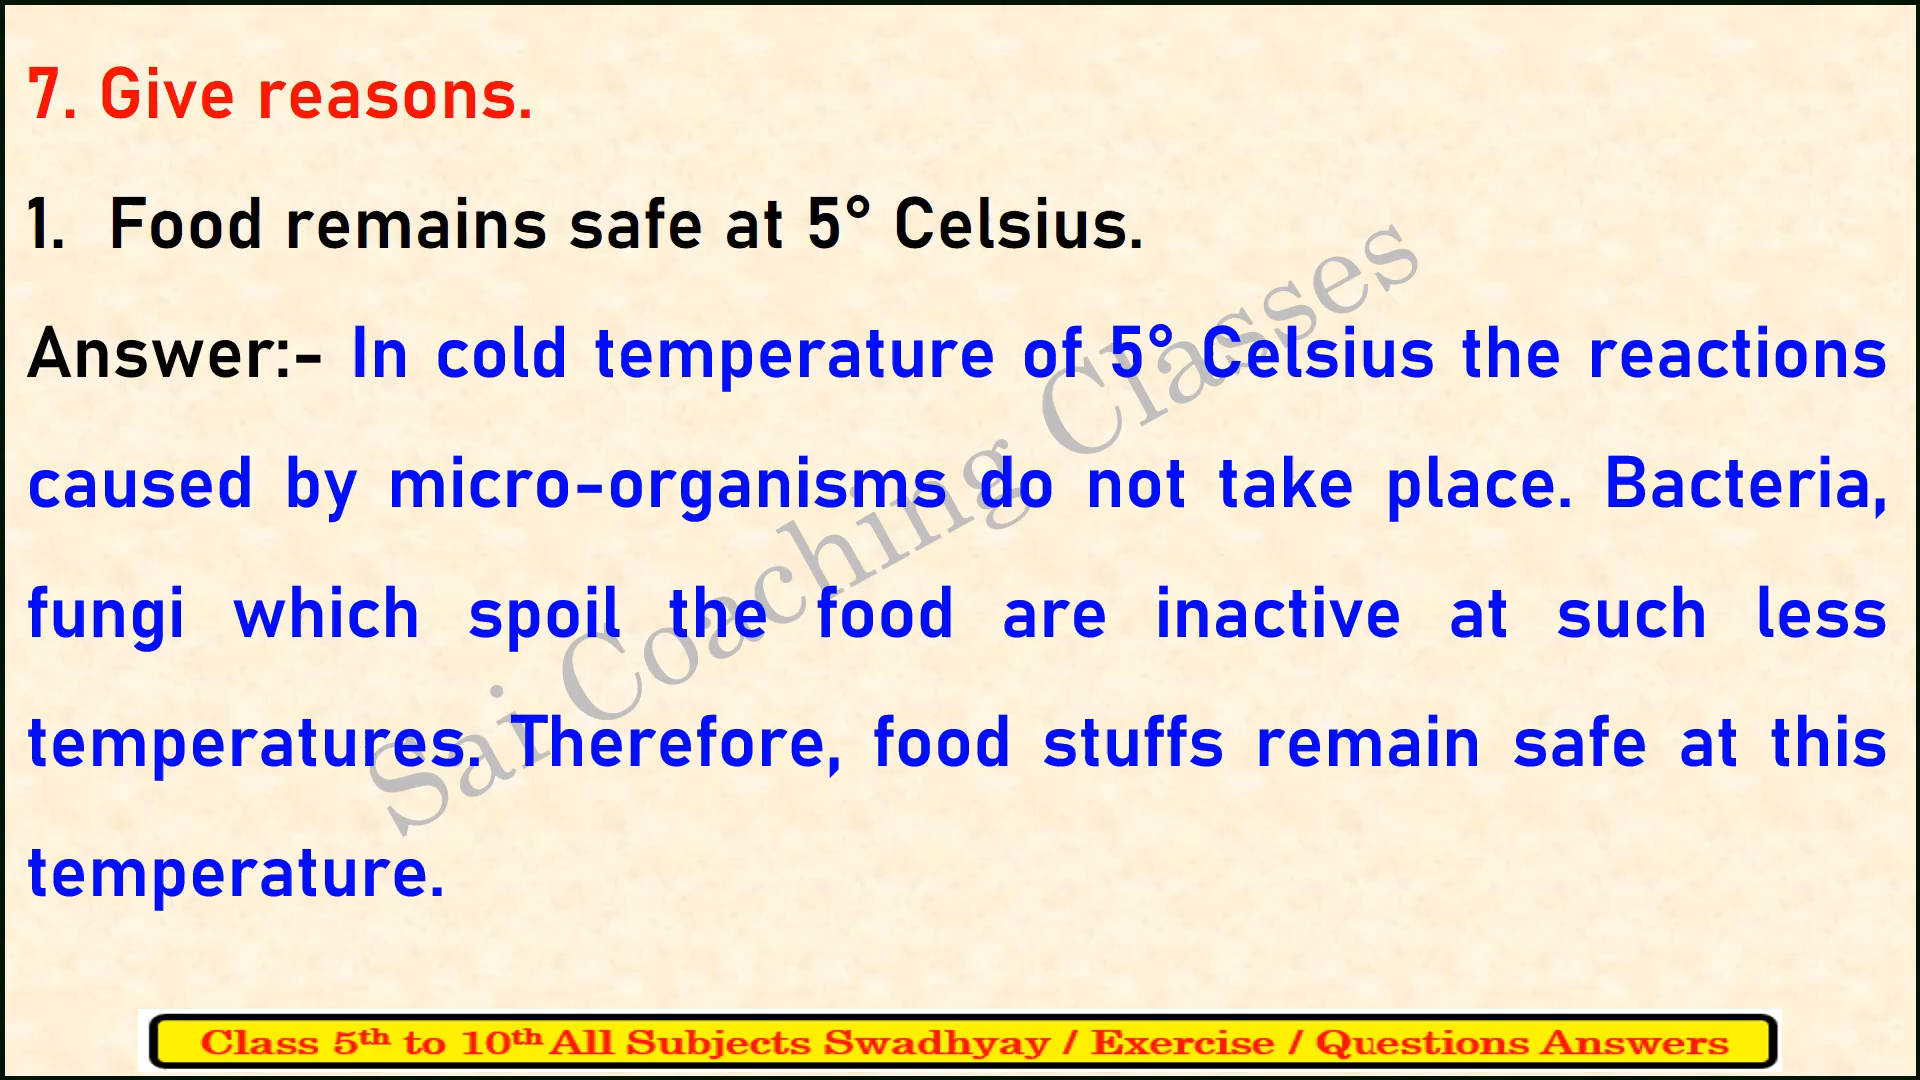 7. Give reasons.
1. Food remains safe at 5° Celsius.
Answer:- In cold temperature of 5° Celsius the reactions
caused by micro-organisms do not take place. Bacteria,
fungi which spoil the food are inactive at such less
temperatures. Therefore, food stuffs remain safe at this
temperature.
Sai Coaching Classes
Class 5th to 10th All Subjects Swadhyay / Exercise / Questions Answers